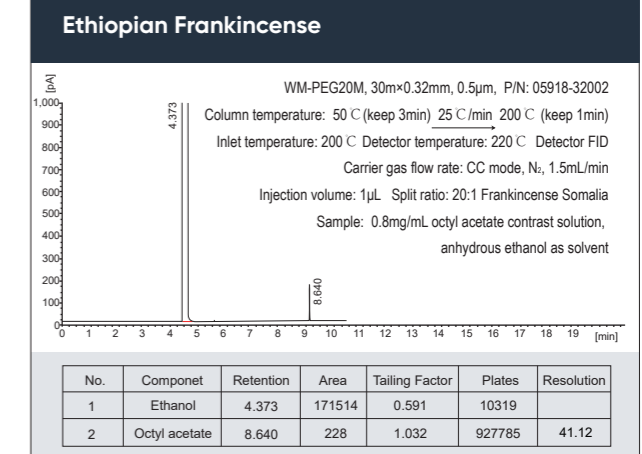 Ethiopian Frankincense
[pA]
1,000
900
800
700
600
500
400
300
200
100
0
4.373
8.640
WM-PEG20M, 30m×0.32mm, 0.5μm, P/N: 05918-32002
Column temperature: 50℃(keep 3min) 25℃/min 200℃ (keep 1min)
Inlet temperature: 200℃ Detector temperature: 220℃ Detector FID
Carrier gas flow rate: CC mode, N₂, 1.5mL/min
Injection volume: 1μL Split ratio: 20:1 Frankincense Somalia
Sample: 0.8mg/mL octyl acetate contrast solution,
anhydrous ethanol as solvent
0 1 2 3 4 5 6 7 8 9 10 11 12 13 14 15 16 17 18 19 [min]
No. Componet Retention Area Tailing Factor Plates Resolution
1 Ethanol 4.373 171514 0.591 10319
2 Octyl acetate 8.640 228 1.032 927785 41.12